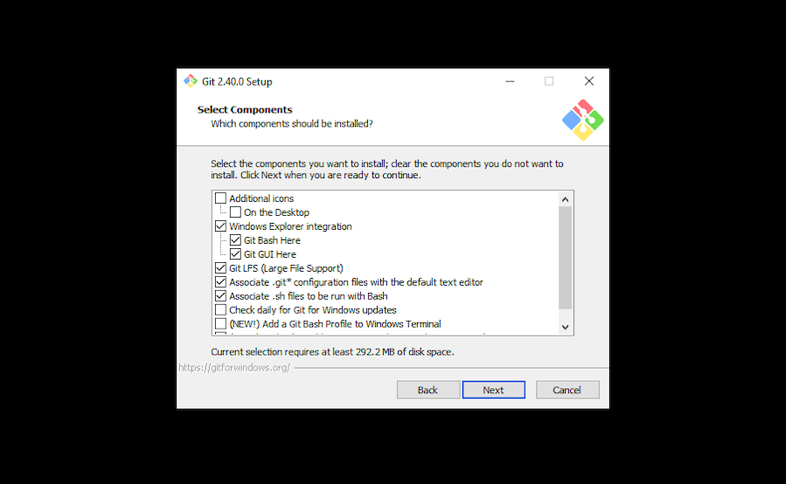 Git 2.40.0 Setup
Select Components
Which components should be installed?
Select the components you want to install; clear the components you do not want to
install. Click Next when you are ready to continue.
Additional icons
On the Desktop
Windows Explorer integration
Git Bash Here
Git GUI Here
Git LFS (Large File Support)
Associate .git* configuration files with the default text editor
Associate .sh files to be run with Bash
Check daily for Git for Windows updates
(NEW!) Add a Git Bash Profile to Windows Terminal
Current selection requires at least 292.2 MB of disk space.
https://gitforwindows.org/
Back
Next
Cancel